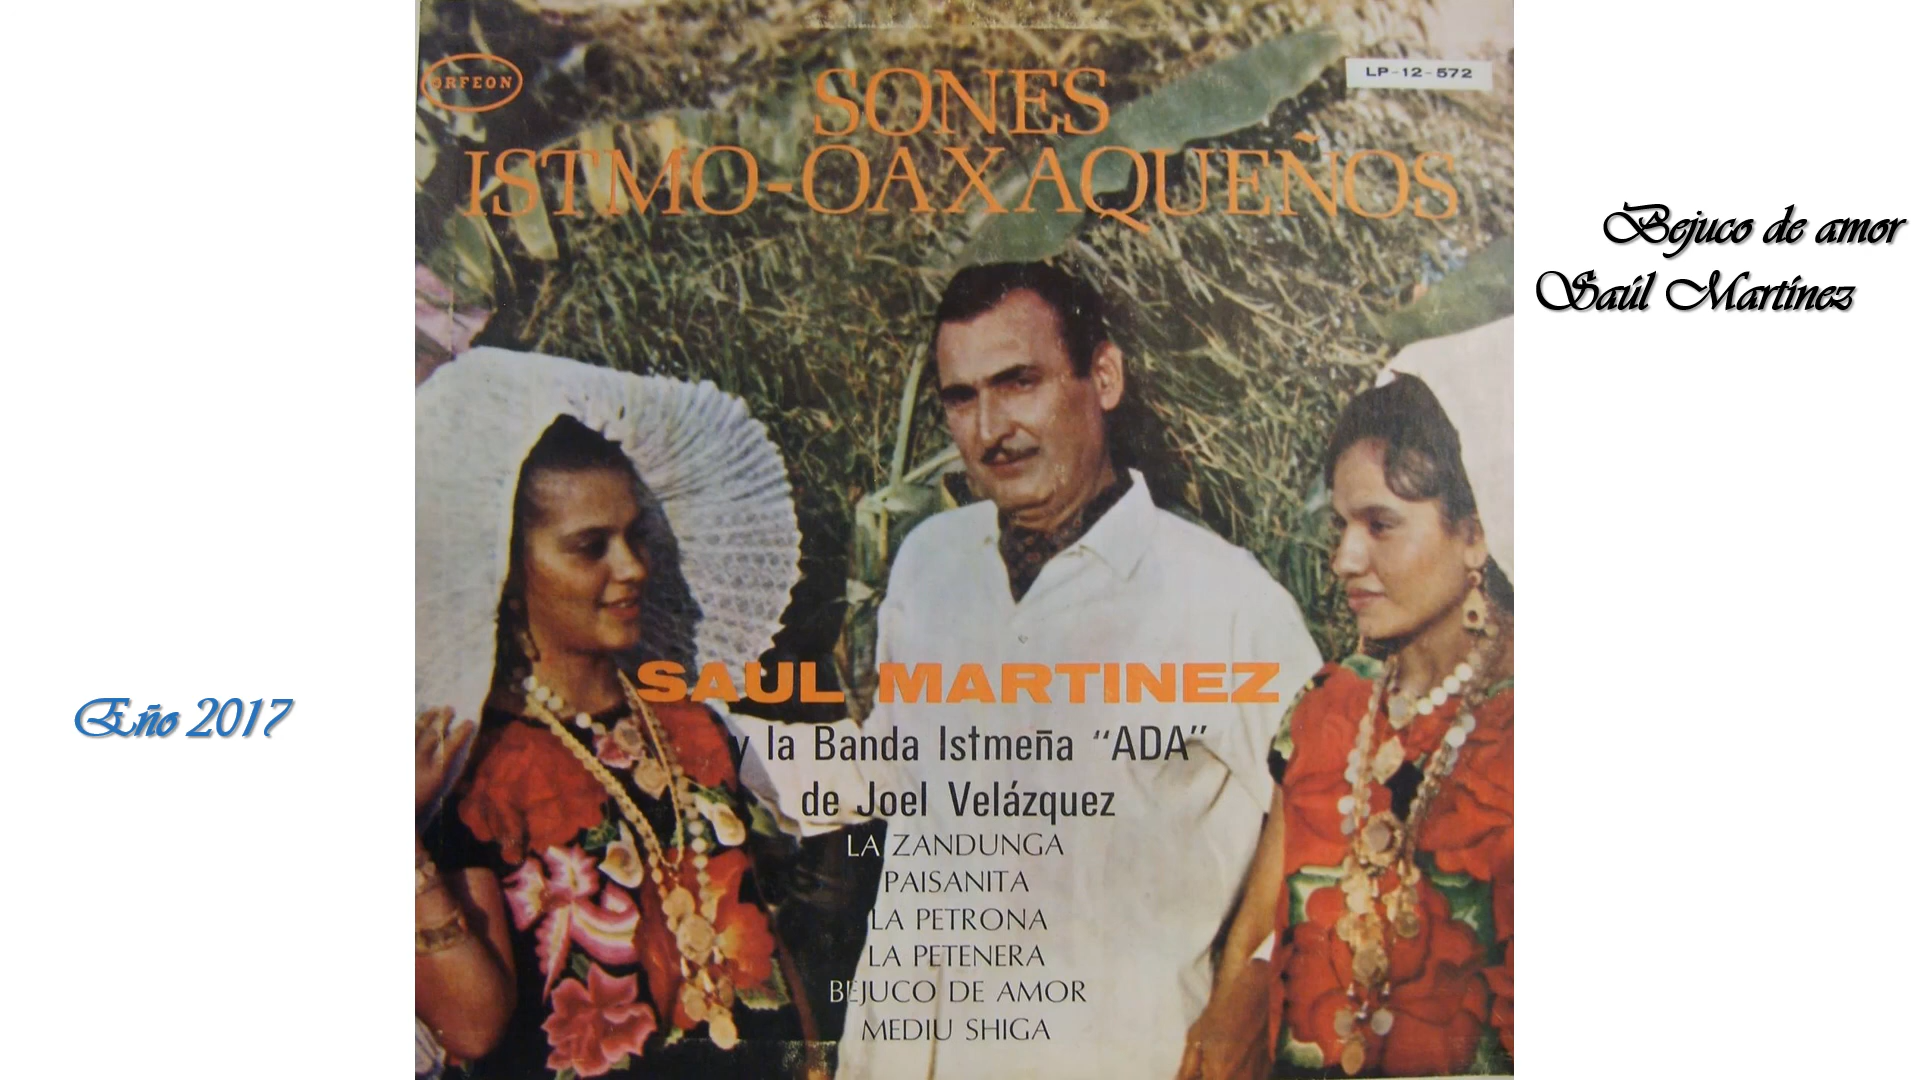 ORFEON
LP-12-572
SONES
ISTMO-OAXAQUEÑOS
Bejuco de amor
Saúl Martínez
SAUL MARTINEZ
y la Banda Istmeña “ADA”
de Joel Velázquez
LA ZANDUNGA
PAISANITA
LA PETRONA
LA PETENERA
BEJUCO DE AMOR
MEDIU SHIGA
Eño 2017